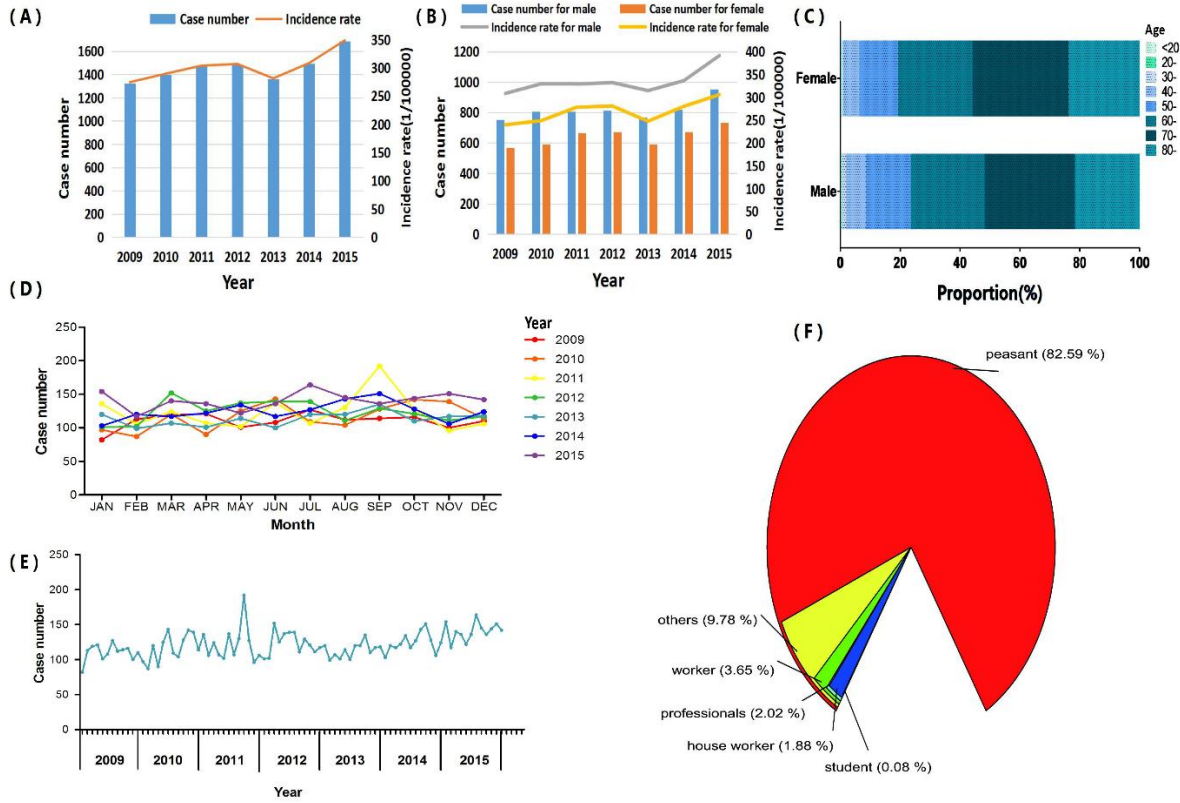 ( A )
Case number
Incidence rate
1600
1400
1200
1000
800
600
400
200
0
Case number
350
300
250
200
150
100
50
0
Incidence rate(1/100000)
2009 2010 2011 2012 2013 2014 2015
Year
( B )
Case number for male
Case number for female
Incidence rate for male
Incidence rate for female
1200
1000
800
600
400
200
0
Case number
400
350
300
250
200
150
100
50
0
Incidence rate(1/100000)
2009 2010 2011 2012 2013 2014 2015
Year
( C )
Female
Male
0 20 40 60 80 100
Proportion(%)
Age
<20
20-
30-
40-
50-
60-
70-
80-
( D )
250
200
150
100
50
0
Case number
JAN FEB MAR APR MAY JUN JUL AUG SEP OCT NOV DEC
Month
Year
2009
2010
2011
2012
2013
2014
2015
( E )
250
200
150
100
50
0
Case number
2009 2010 2011 2012 2013 2014 2015
Year
( F )
peasant (82.59 %)
others (9.78 %)
worker (3.65 %)
professionals (2.02 %)
house worker (1.88 %)
student (0.08 %)